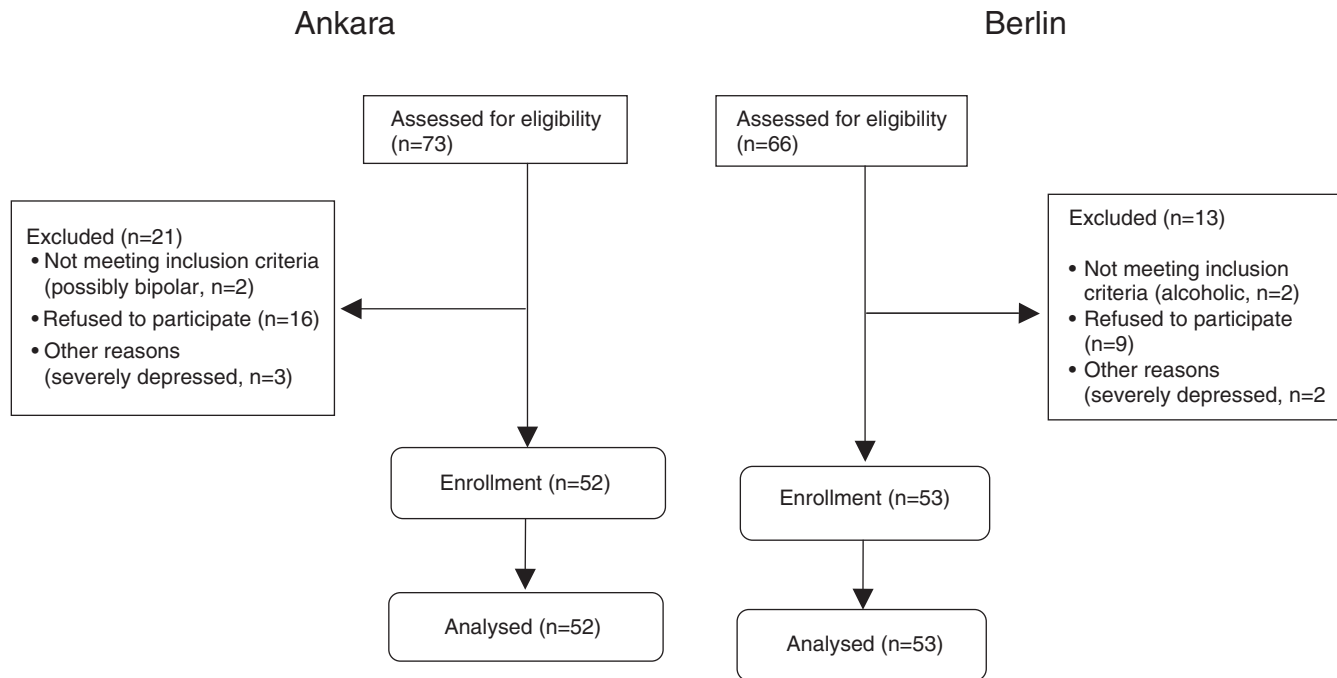 Ankara
Assessed for eligibility
(n=73)
Excluded (n=21)
• Not meeting inclusion criteria
(possibly bipolar, n=2)
• Refused to participate (n=16)
• Other reasons
(severely depressed, n=3)
Enrollment (n=52)
Analysed (n=52)
Berlin
Assessed for eligibility
(n=66)
Excluded (n=13)
• Not meeting inclusion
criteria (alcoholic, n=2)
• Refused to participate
(n=9)
• Other reasons
(severely depressed, n=2
Enrollment (n=53)
Analysed (n=53)